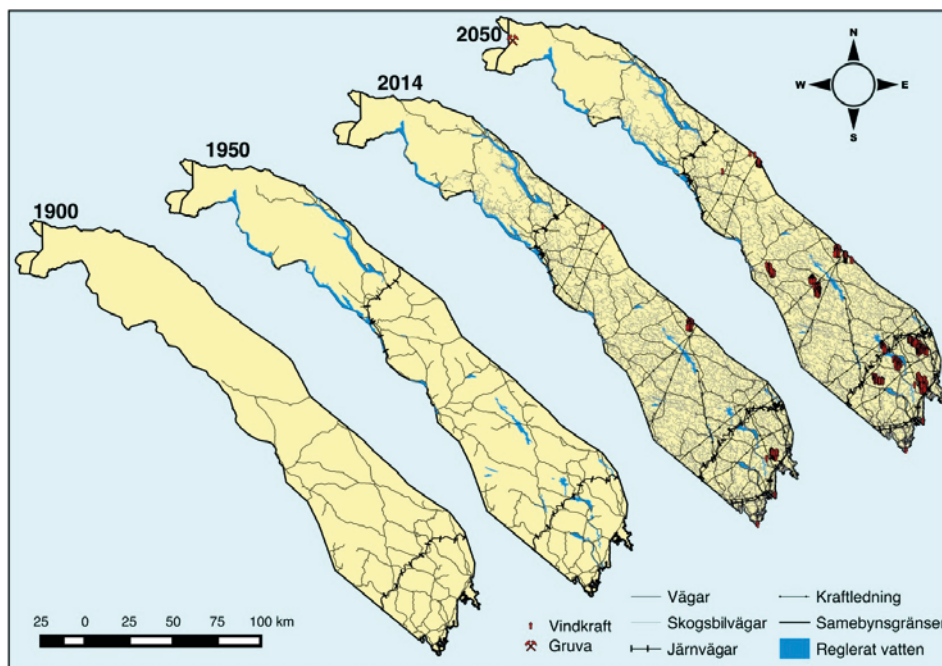 2050
N
W E
S
2014
1950
1900
25 0 25 50 75 100 km
Vindkraft
Gruva
Vägar
Skogsbilvägar
Järnvägar
Kraftledning
Samebynsgränser
Reglerat vatten